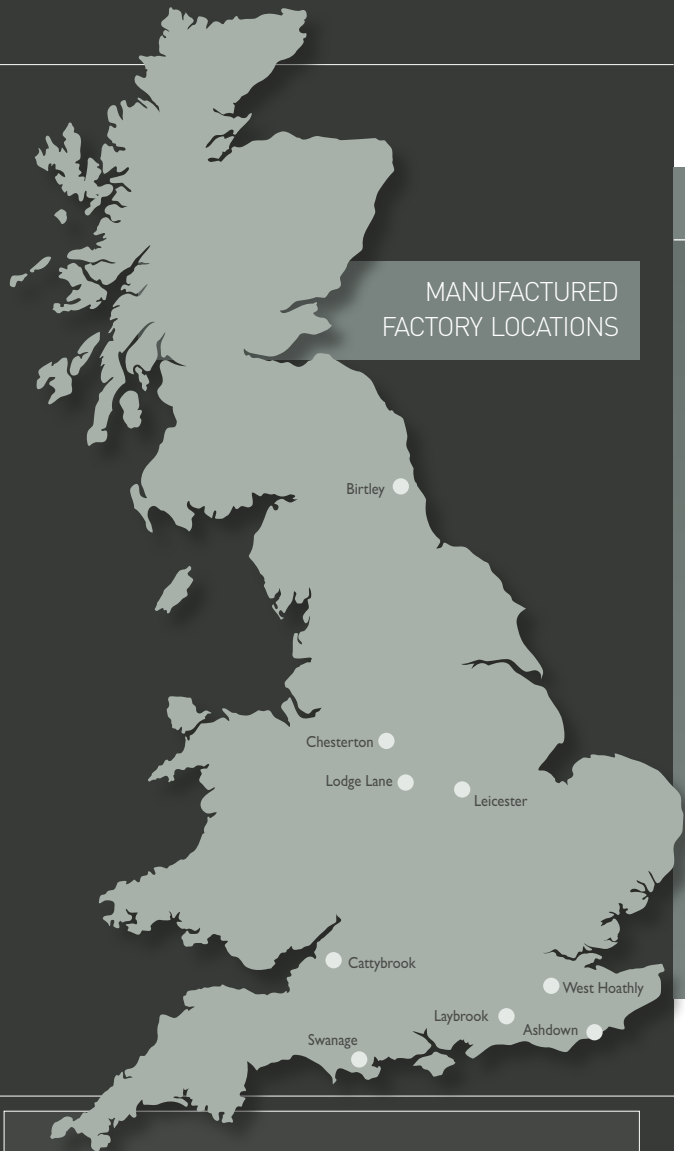 MANUFACTURED
FACTORY LOCATIONS
Birtley
Chesterton
Lodge Lane
Leicester
Cattybrook
West Hoathly
Laybrook
Ashdown
Swanage